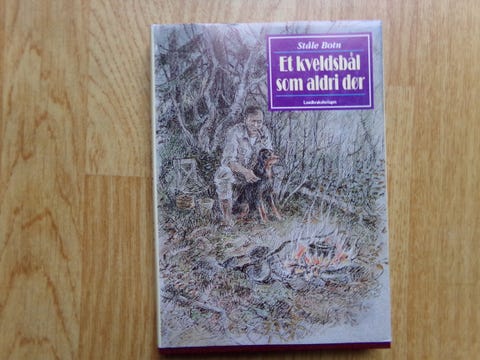 Ståle Botn
Et kveldsbål
som aldri dør
Landbruksforlaget